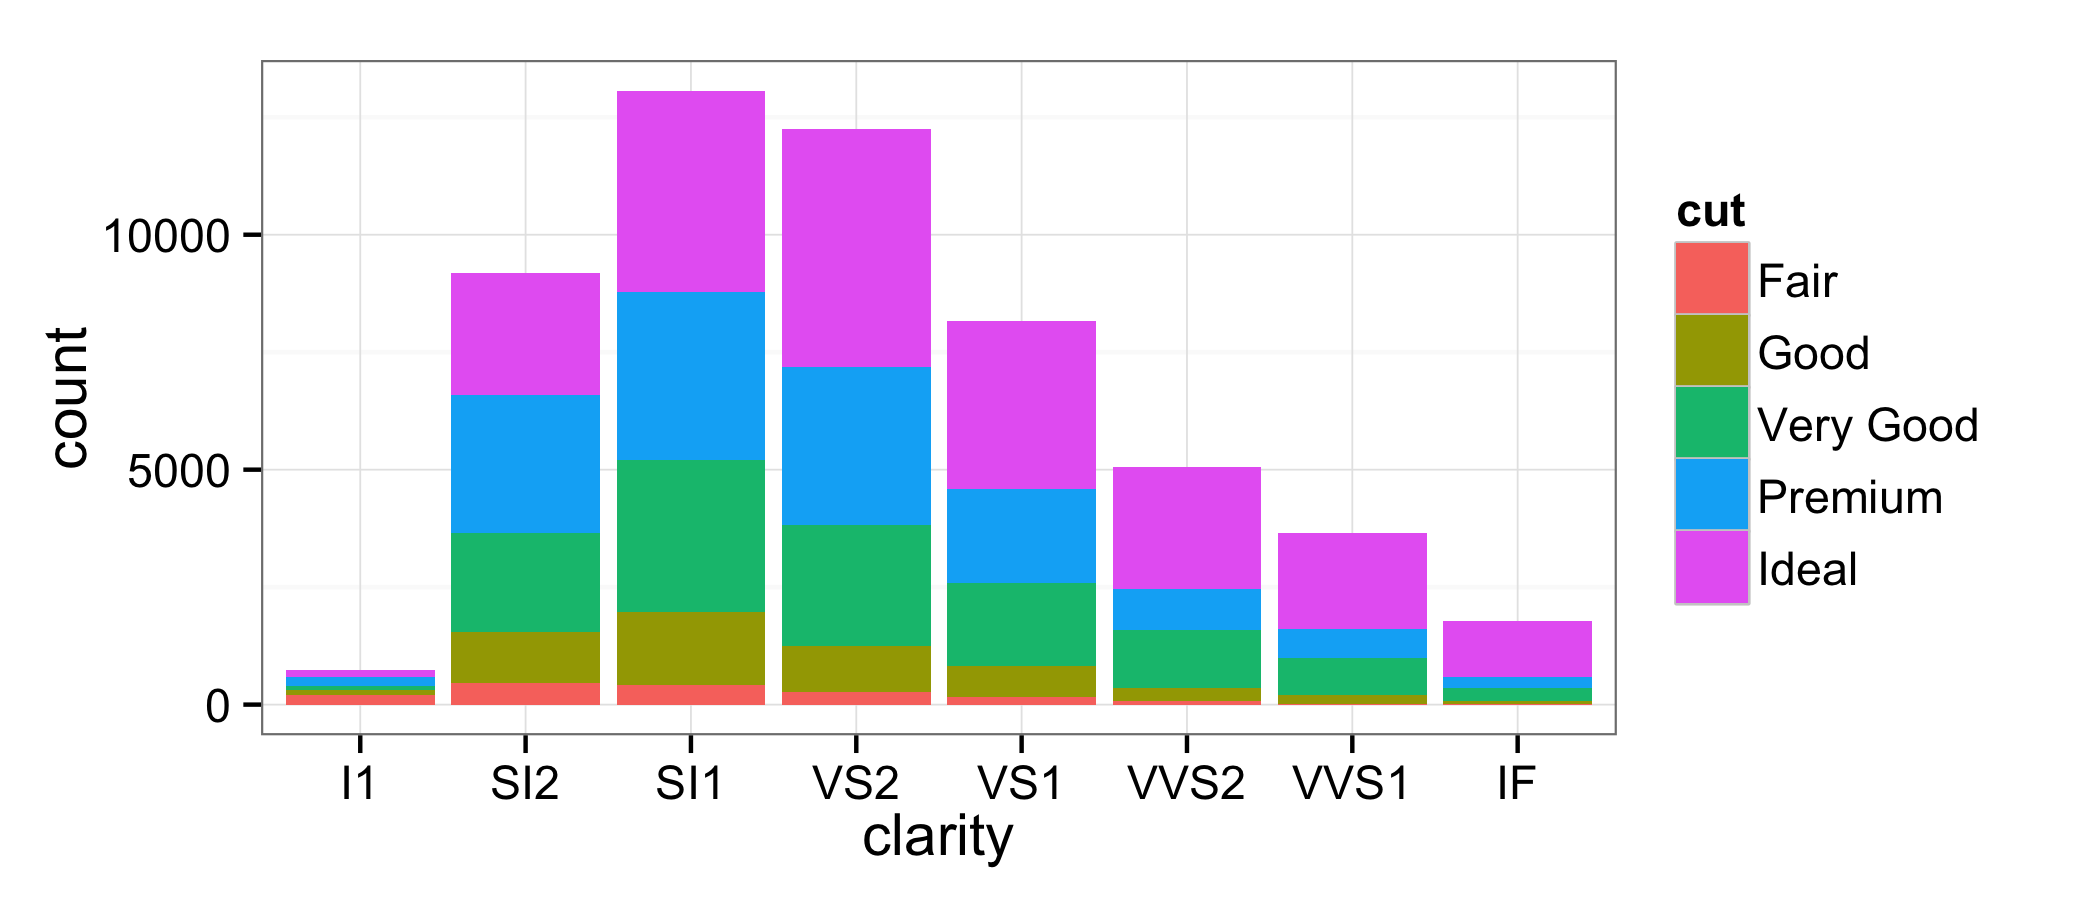 count
10000
5000
0
I1 SI2 SI1 VS2 VS1 VVS2 VVS1 IF
clarity
cut
Fair
Good
Very Good
Premium
Ideal